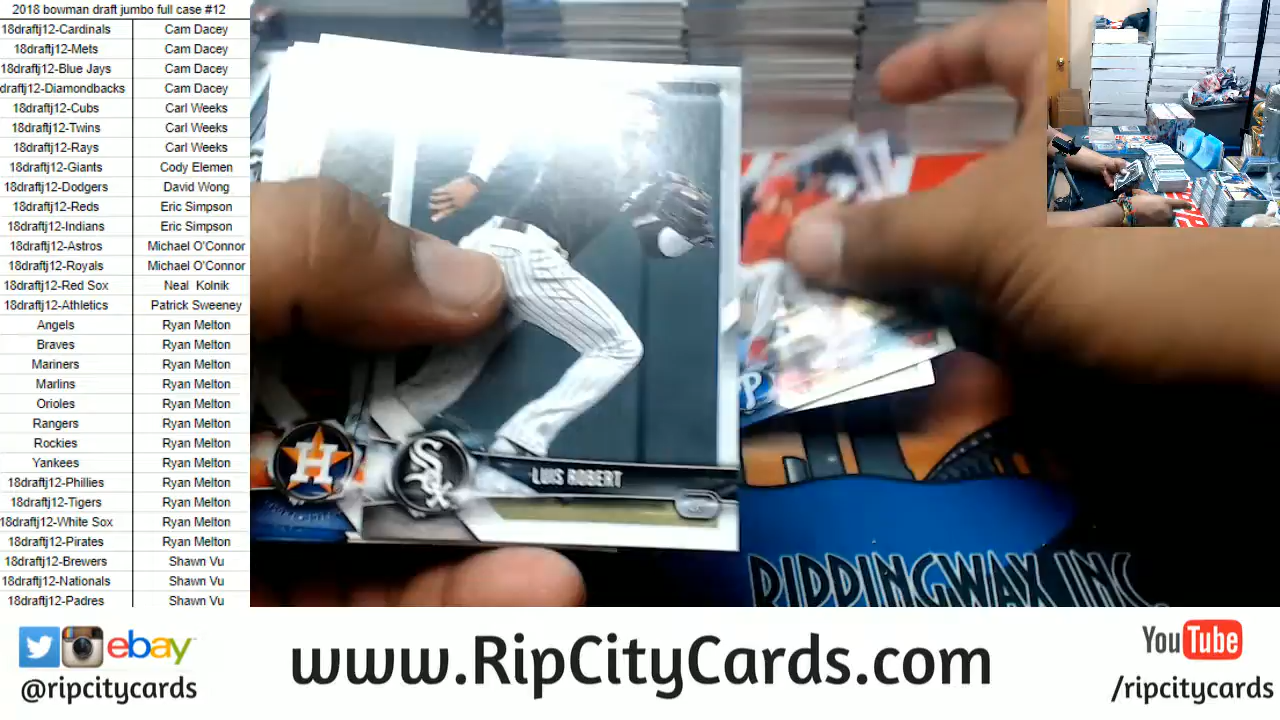 2018 bowman draft jumbo full case #12
18draftj12-Cardinals Cam Dacey
18draftj12-Mets Cam Dacey
18draftj12-Blue Jays Cam Dacey
draftj12-Diamondbacks Cam Dacey
18draftj12-Cubs Carl Weeks
18draftj12-Twins Carl Weeks
18draftj12-Rays Carl Weeks
18draftj12-Giants Cody Elemen
18draftj12-Dodgers David Wong
18draftj12-Reds Eric Simpson
18draftj12-Indians Eric Simpson
18draftj12-Astros Michael O'Connor
18draftj12-Royals Michael O'Connor
18draftj12-Red Sox Neal Kolnik
18draftj12-Athletics Patrick Sweeney
Angels Ryan Melton
Braves Ryan Melton
Mariners Ryan Melton
Marlins Ryan Melton
Orioles Ryan Melton
Rangers Ryan Melton
Rockies Ryan Melton
Yankees Ryan Melton
18draftj12-Phillies Ryan Melton
18draftj12-Tigers Ryan Melton
18draftj12-White Sox Ryan Melton
18draftj12-Pirates Ryan Melton
18draftj12-Brewers Shawn Vu
18draftj12-Nationals Shawn Vu
18draftj12-Padres Shawn Vu
H
Sox
LUIS ROBERT
P
RIPPINGWAX INC.
ebay
@ripcitycards
www.RipCityCards.com
YouTube
/ripcitycards